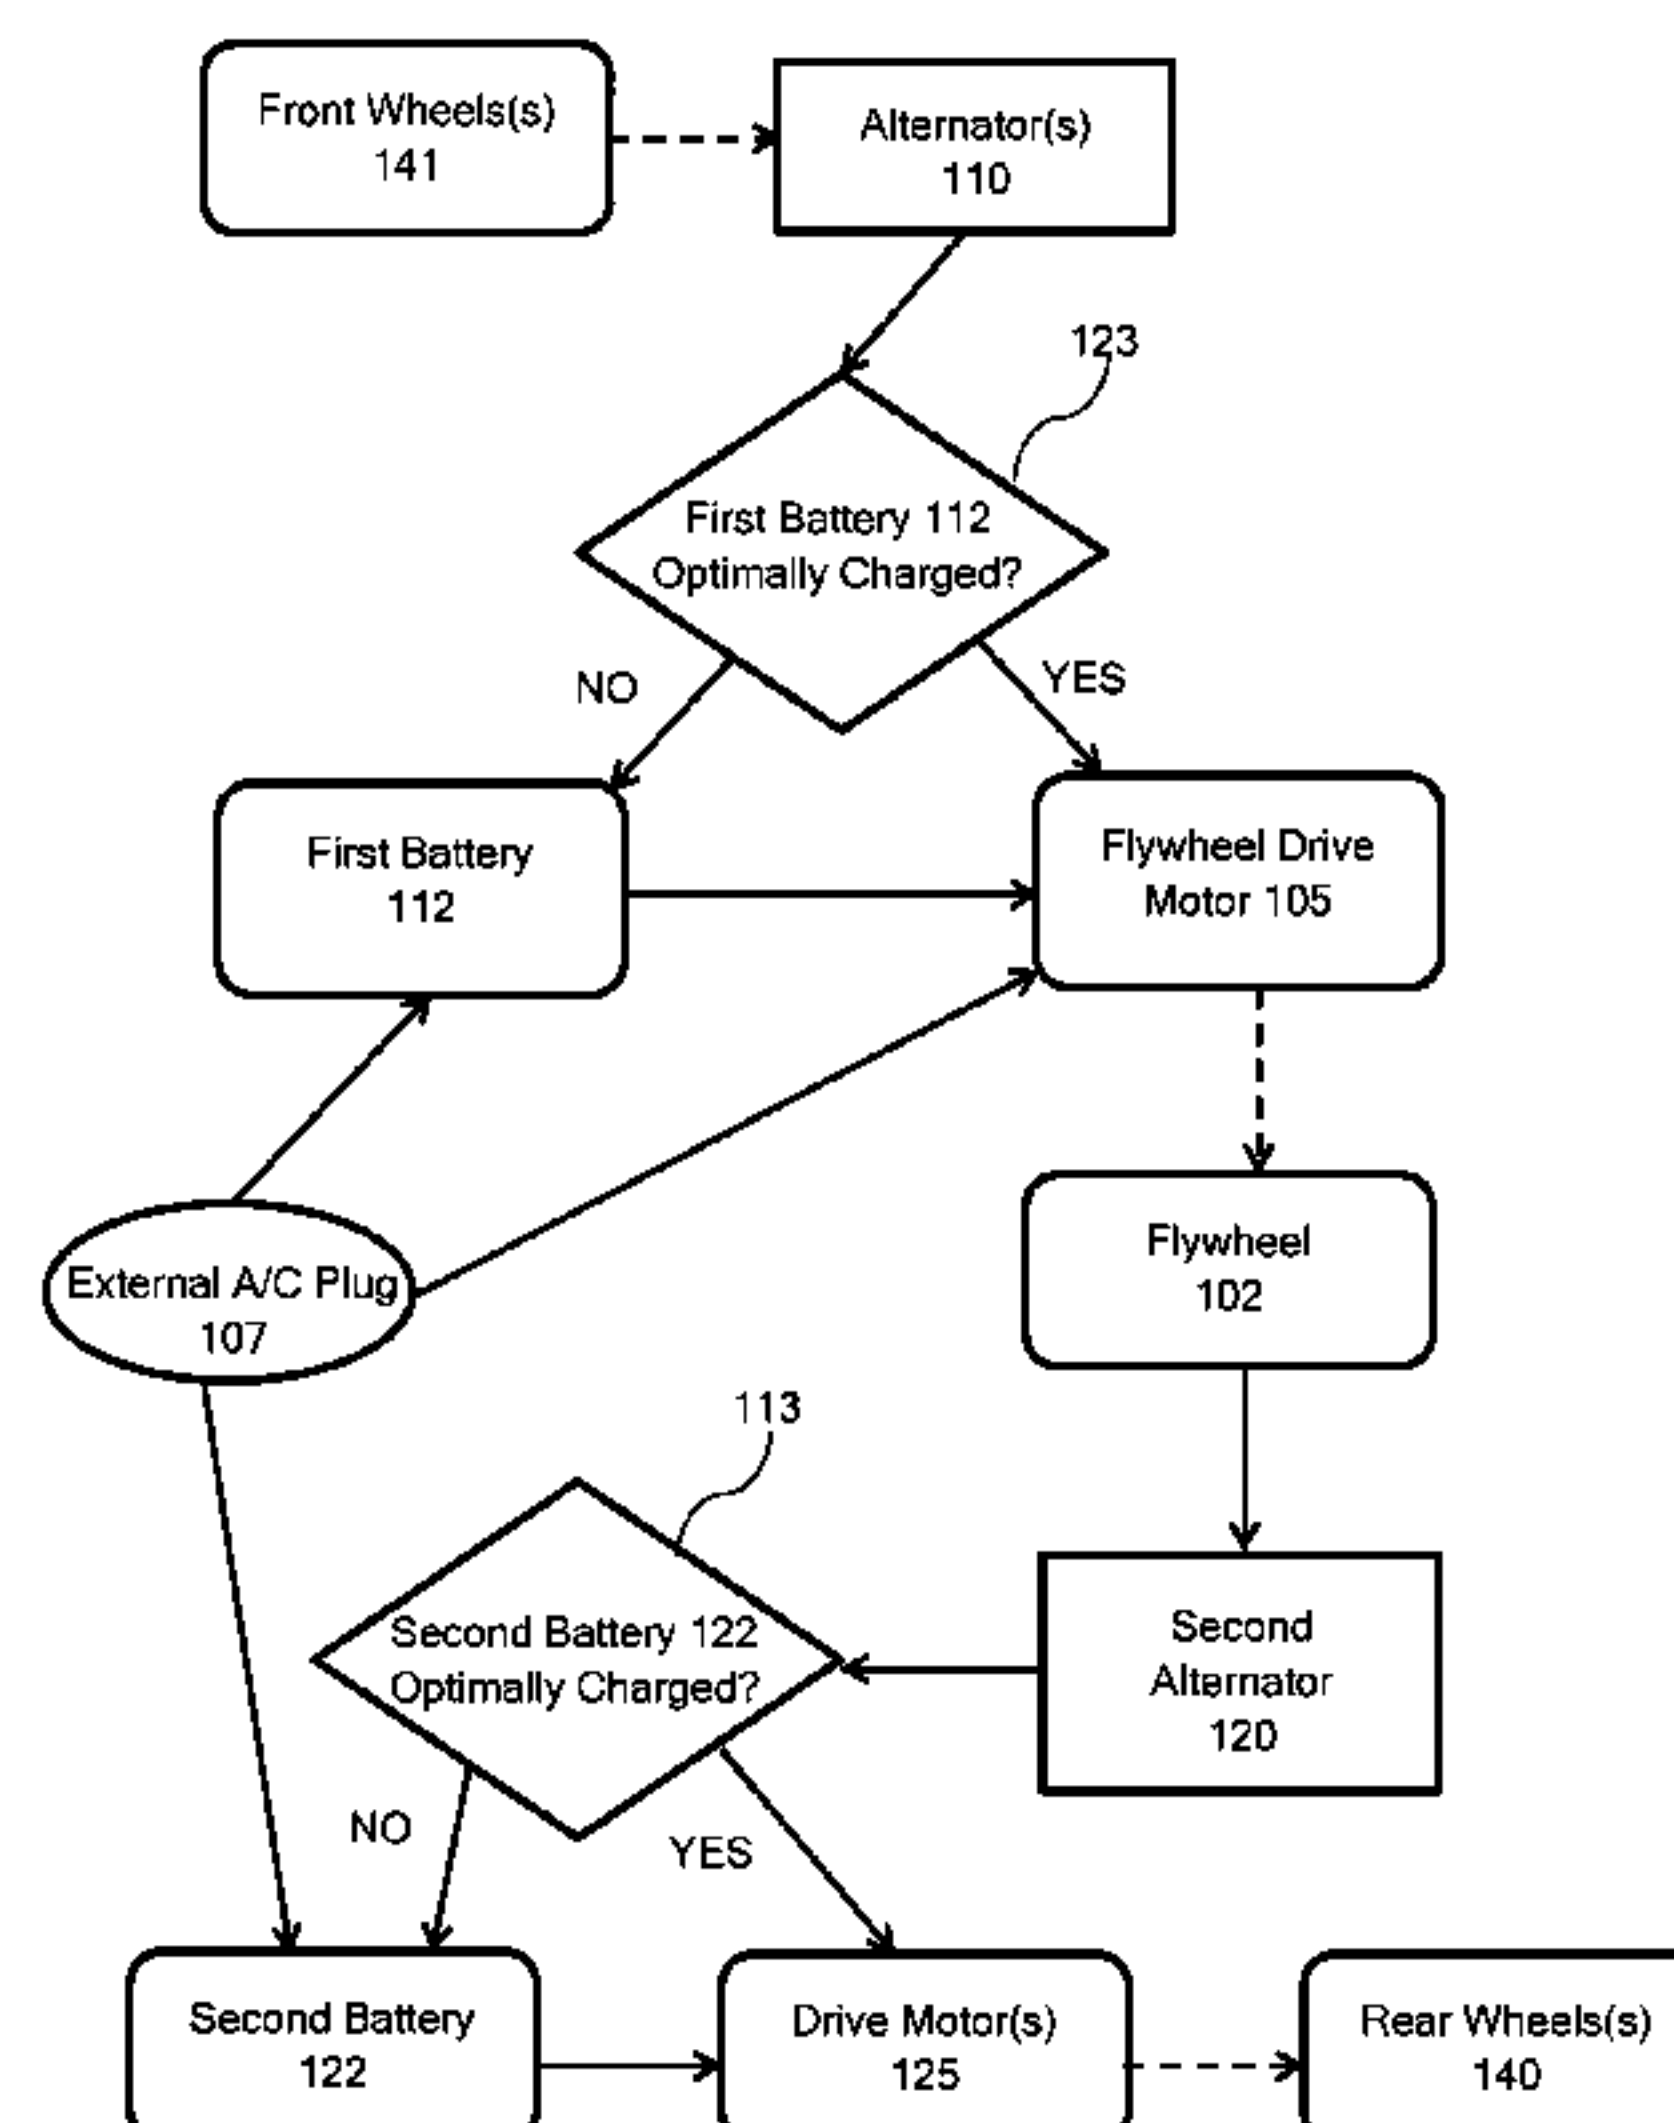 Front Wheels(s)
141
Alternator(s)
110
123
First Battery 112
Optimally Charged?
NO
YES
First Battery
112
Flywheel Drive
Motor 105
External A/C Plug
107
Flywheel
102
113
Second Battery 122
Optimally Charged?
Second
Alternator
120
NO
YES
Second Battery
122
Drive Motor(s)
125
Rear Wheels(s)
140